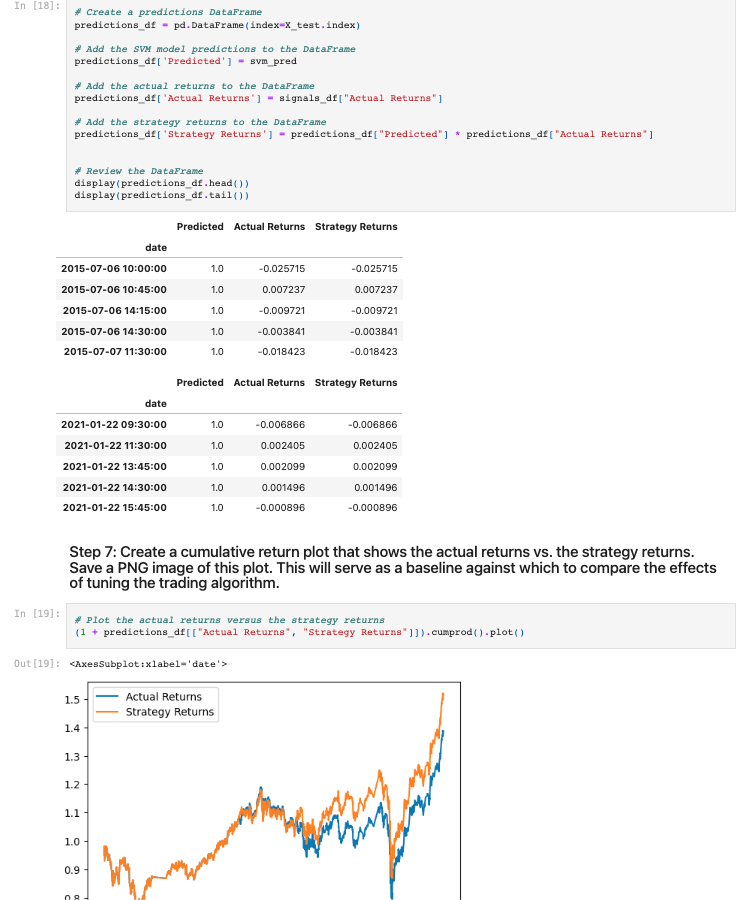 In [18]:
# Create a predictions DataFrame
predictions_df = pd.DataFrame(index=X_test.index)
# Add the SVM model predictions to the DataFrame
predictions_df['Predicted'] = svm_pred
# Add the actual returns to the DataFrame
predictions_df['Actual Returns'] = signals_df["Actual Returns"]
# Add the strategy returns to the DataFrame
predictions_df['Strategy Returns'] = predictions_df["Predicted"] * predictions_df["Actual Returns"]
# Review the DataFrame
display(predictions_df.head())
display(predictions_df.tail())
Predicted Actual Returns Strategy Returns
date
2015-07-06 10:00:00 1.0 -0.025715 -0.025715
2015-07-06 10:45:00 1.0 0.007237 0.007237
2015-07-06 14:15:00 1.0 -0.009721 -0.009721
2015-07-06 14:30:00 1.0 -0.003841 -0.003841
2015-07-07 11:30:00 1.0 -0.018423 -0.018423
Predicted Actual Returns Strategy Returns
date
2021-01-22 09:30:00 1.0 -0.006866 -0.006866
2021-01-22 11:30:00 1.0 0.002405 0.002405
2021-01-22 13:45:00 1.0 0.002099 0.002099
2021-01-22 14:30:00 1.0 0.001496 0.001496
2021-01-22 15:45:00 1.0 -0.000896 -0.000896
Step 7: Create a cumulative return plot that shows the actual returns vs. the strategy returns.
Save a PNG image of this plot. This will serve as a baseline against which to compare the effects
of tuning the trading algorithm.
In [19]:
# Plot the actual returns versus the strategy returns
(1 + predictions_df[["Actual Returns", "Strategy Returns"]]).cumprod().plot()
Out[19]: <AxesSubplot:xlabel='date'>
Actual Returns
Strategy Returns
1.5
1.4
1.3
1.2
1.1
1.0
0.9
0.8